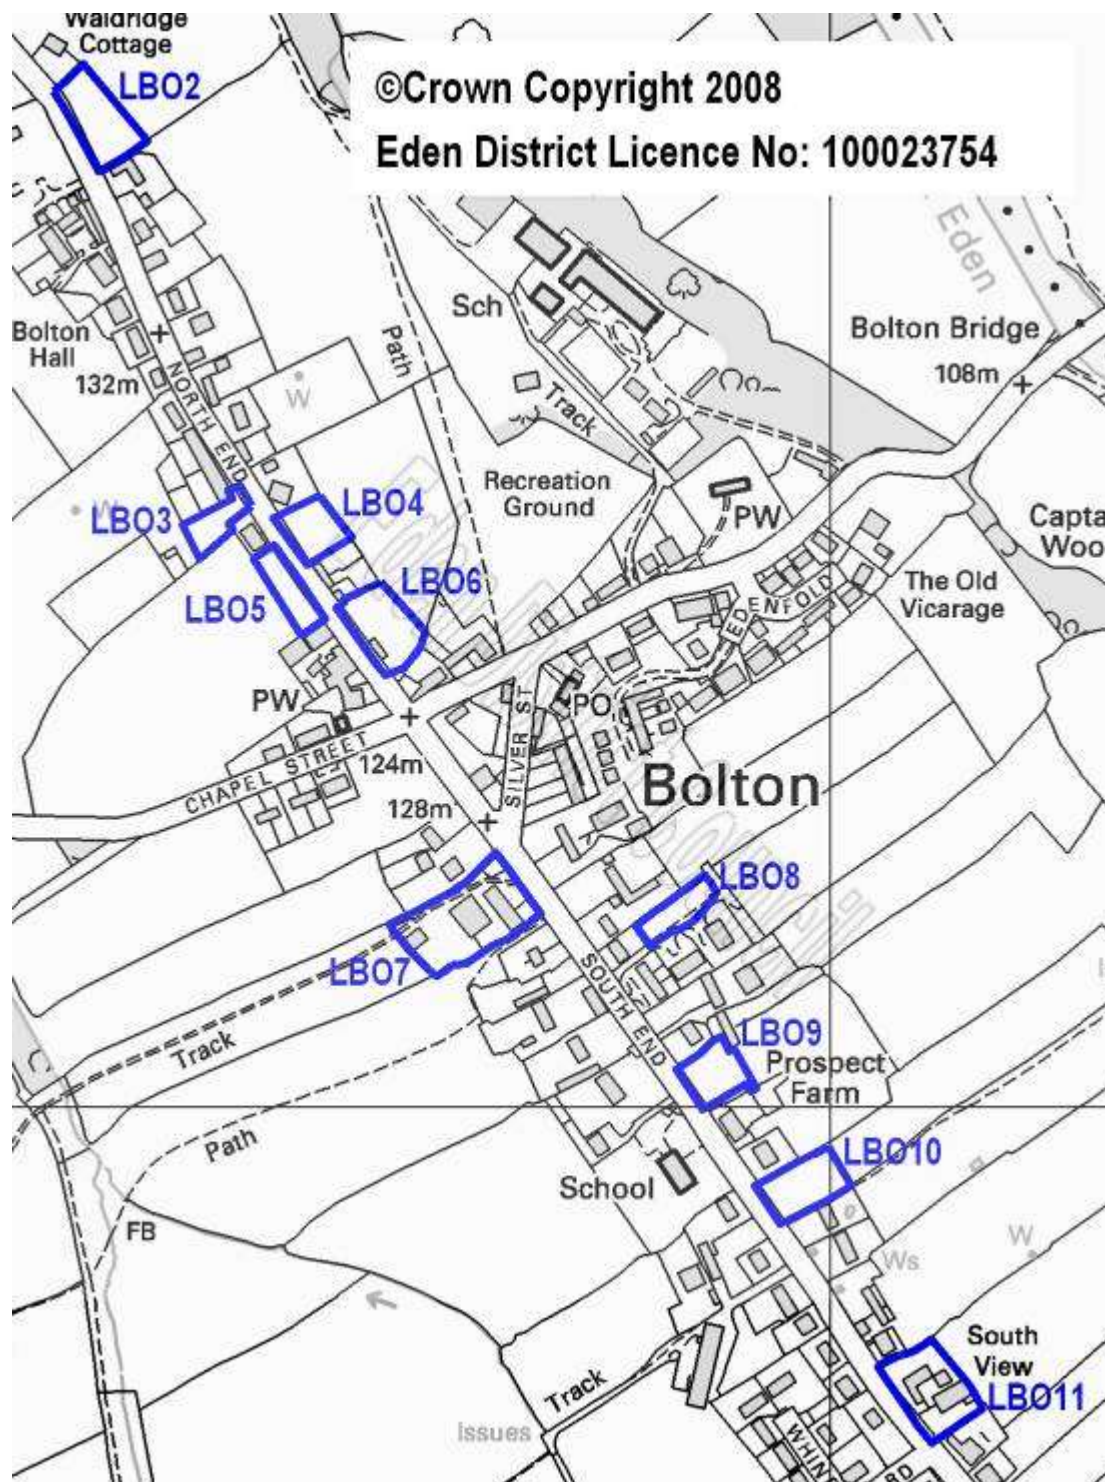 Waldridge
Cottage
LBO2
©Crown Copyright 2008
Eden District Licence No: 100023754
Eden
Sch
Bolton Bridge
108m
Bolton
Hall
132m
NORTH END
W
Path
Track
Recreation
Ground
LBO3
W
LBO4
PW
Capta
Woo
LBO6
LBO5
EDENFOLD
The Old
Vicarage
PW
PO
SILVER ST
CHAPEL STREET
124m
128m
Bolton
LBO8
LBO7
SOUTH END
Track
LBO9
Prospect
Farm
Path
LBO10
School
FB
W
Ws
South
View
LBO11
Track
Issues
WHIN